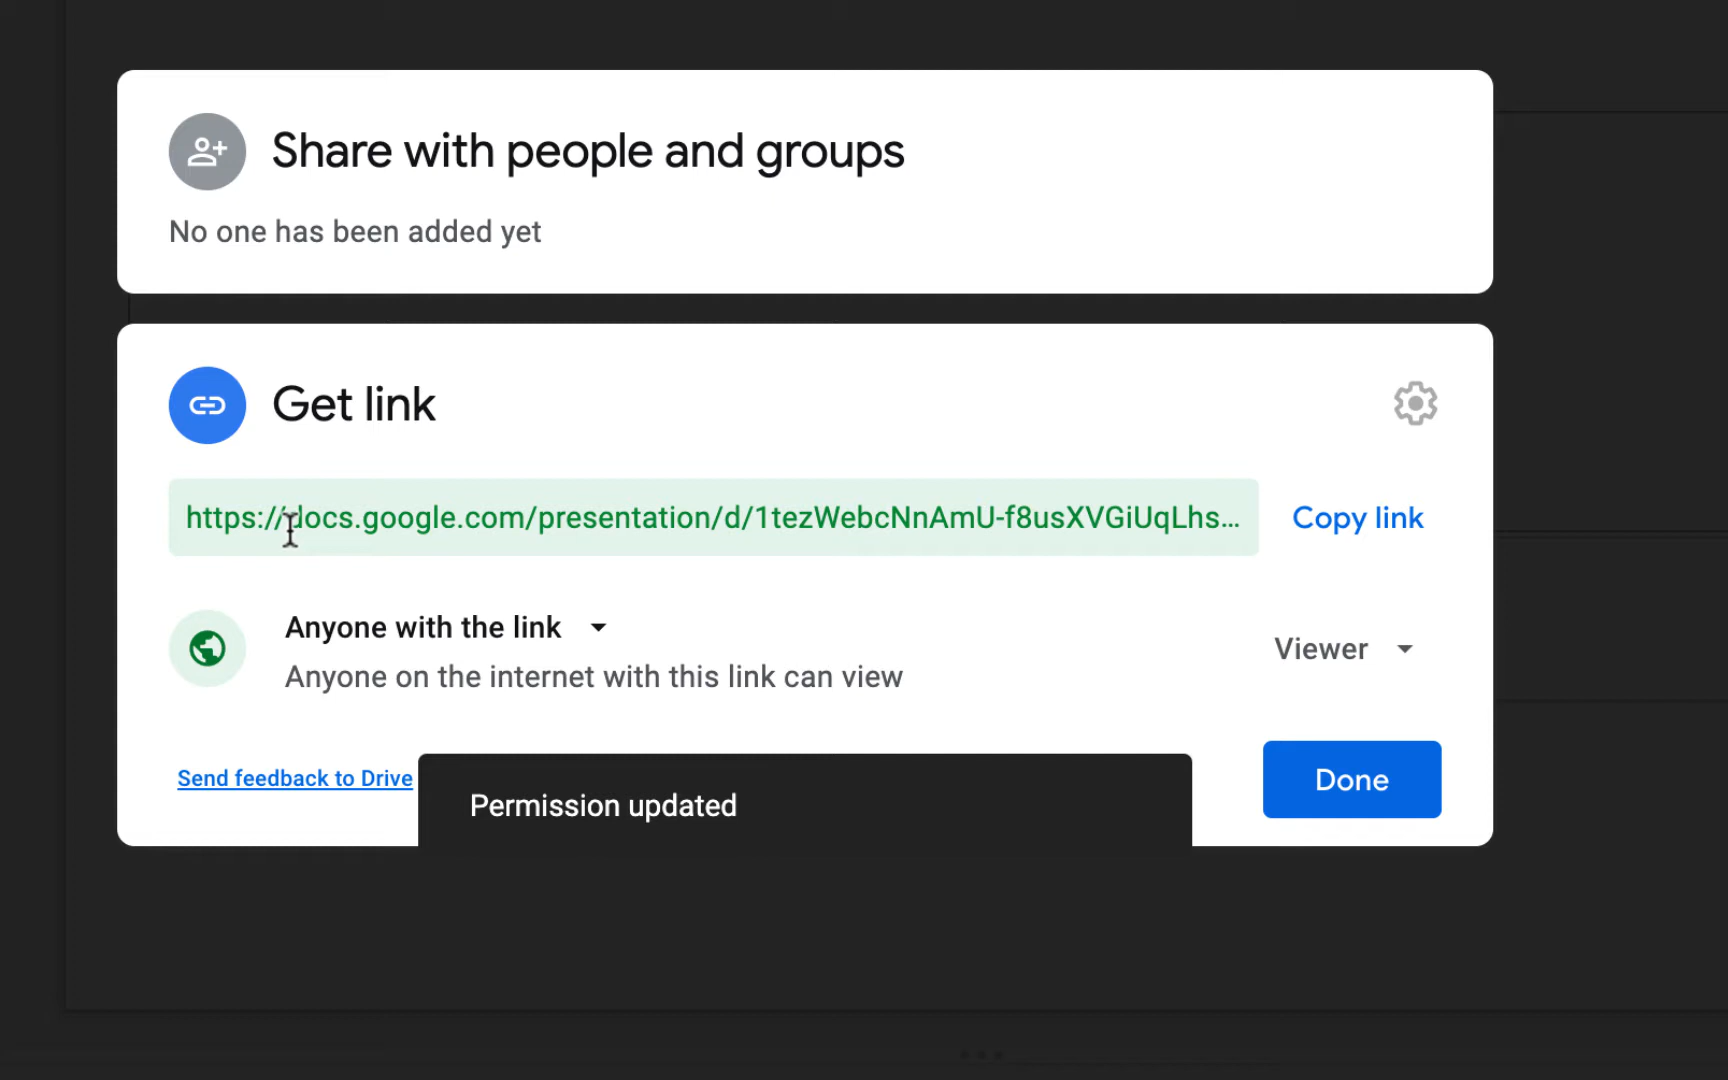 Share with people and groups
No one has been added yet
Get link
https://docs.google.com/presentation/d/1tezWebcNnAmU-f8usXVGiUqLhs...
Copy link
Anyone with the link
Anyone on the internet with this link can view
Viewer
Send feedback to Drive
Permission updated
Done